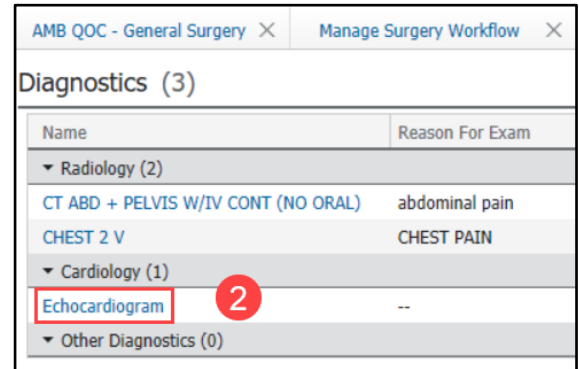 AMB QOC - General Surgery × Manage Surgery Workflow ×
Diagnostics (3)
Name Reason For Exam
Radiology (2)
CT ABD + PELVIS W/IV CONT (NO ORAL) abdominal pain
CHEST 2 V CHEST PAIN
Cardiology (1)
Echocardiogram 2 --
Other Diagnostics (0)